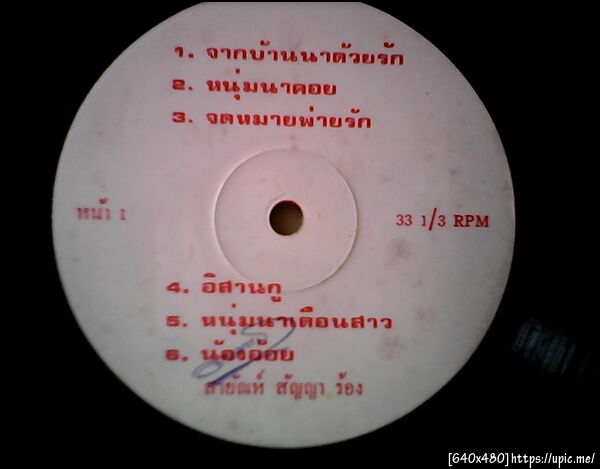 1. จากบ้านนาด้วยรัก
2. หนุ่มนาคอย
3. จดหมายพ่ายรัก
หน้า 1
33 1/3 RPM
4. อิสานกู
5. หนุ่มนาเตือนสาว
6. น้องอ้อย
สายัณห์ สัญญา ร้อง
[640x480]https://upic.me/